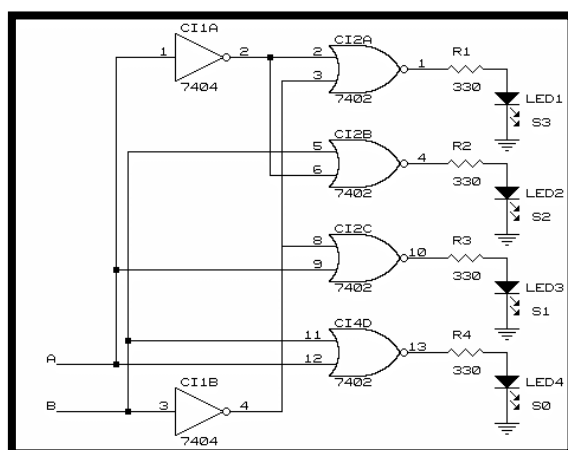 CI1A
1 2
7404
CI2A
2
3
1
7402
R1
330
LED1
S3
CI2B
5
6
4
7402
R2
330
LED2
S2
CI2C
8
9
10
7402
R3
330
LED3
S1
CI4D
11
12
13
7402
R4
330
LED4
S0
A
B
CI1B
3 4
7404